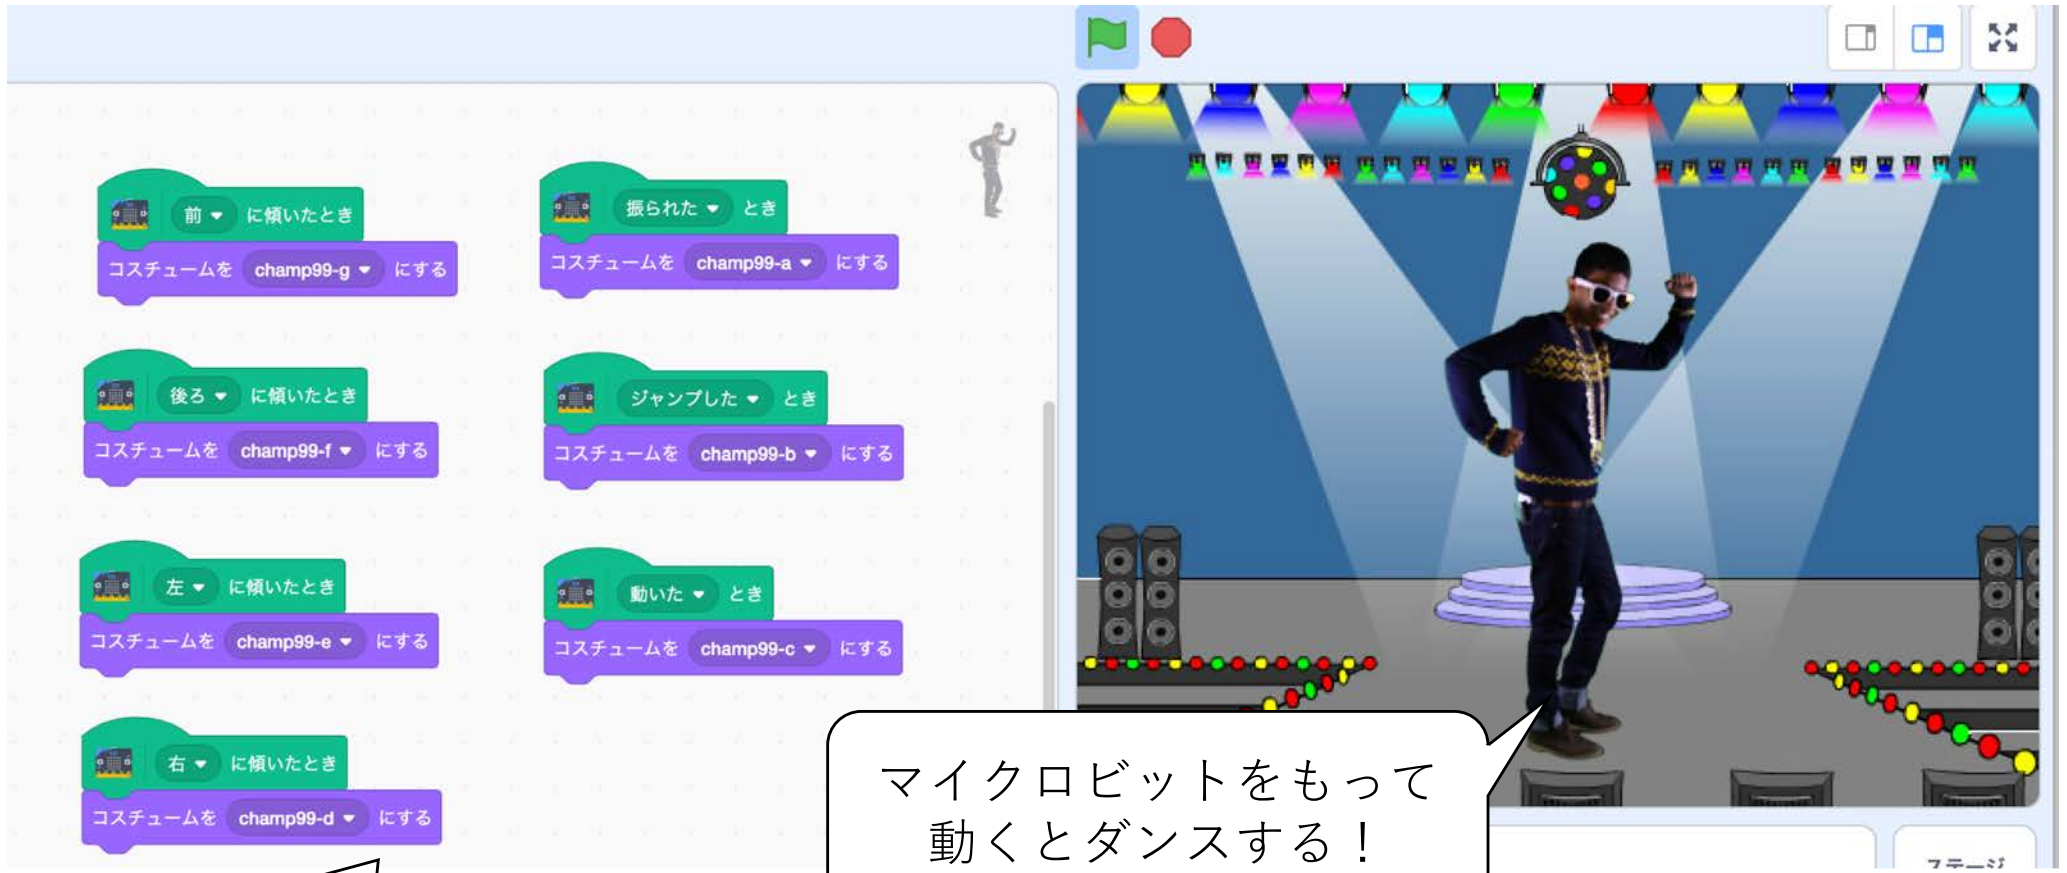 前 に傾いたとき
コスチュームを champ99-g にする
後ろ に傾いたとき
コスチュームを champ99-f にする
左 に傾いたとき
コスチュームを champ99-e にする
右 に傾いたとき
コスチュームを champ99-d にする
振られた とき
コスチュームを champ99-a にする
ジャンプした とき
コスチュームを champ99-b にする
動いた とき
コスチュームを champ99-c にする
マイクロビットをもって
動くとダンスする！
ステージ